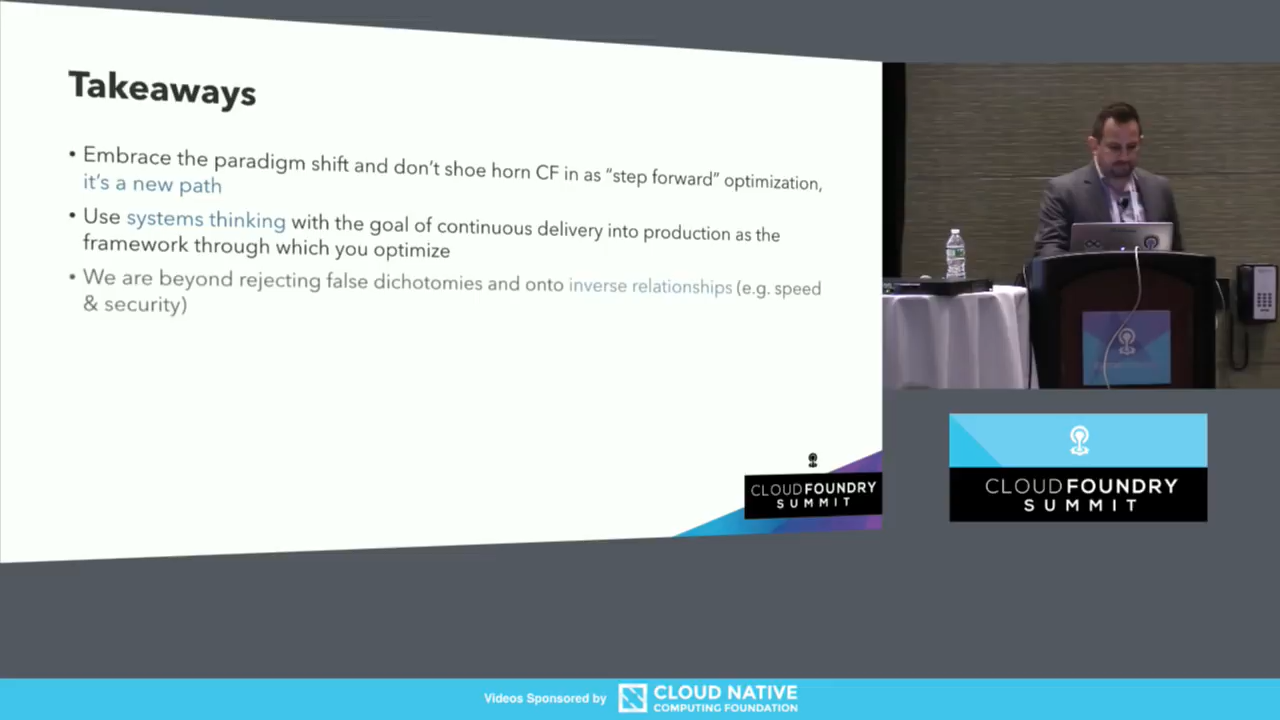 Takeaways
• Embrace the paradigm shift and don't shoe horn CF in as “step forward” optimization,
it's a new path
• Use systems thinking with the goal of continuous delivery into production as the
framework through which you optimize
• We are beyond rejecting false dichotomies and onto inverse relationships (e.g. speed
& security)
CLOUDFOUNDRY
SUMMIT
CLOUDFOUNDRY
SUMMIT
Videos Sponsored by
CLOUD NATIVE
COMPUTING FOUNDATION